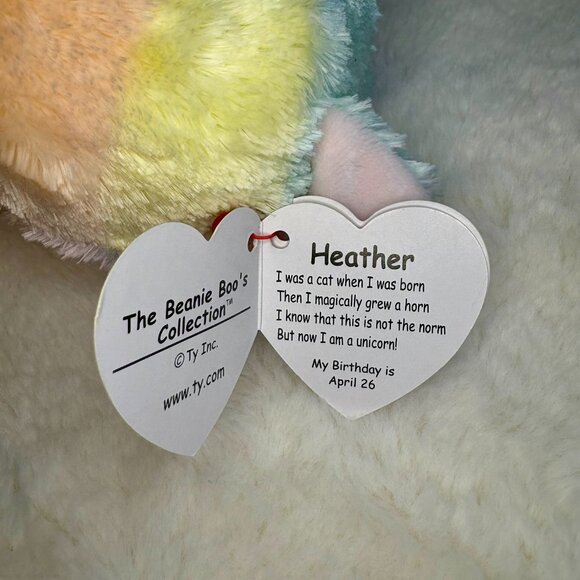 The Beanie Boo's
Collection™
© Ty Inc.
www.ty.com
Heather
I was a cat when I was born
Then I magically grew a horn
I know that this is not the norm
But now I am a unicorn!
My Birthday is
April 26